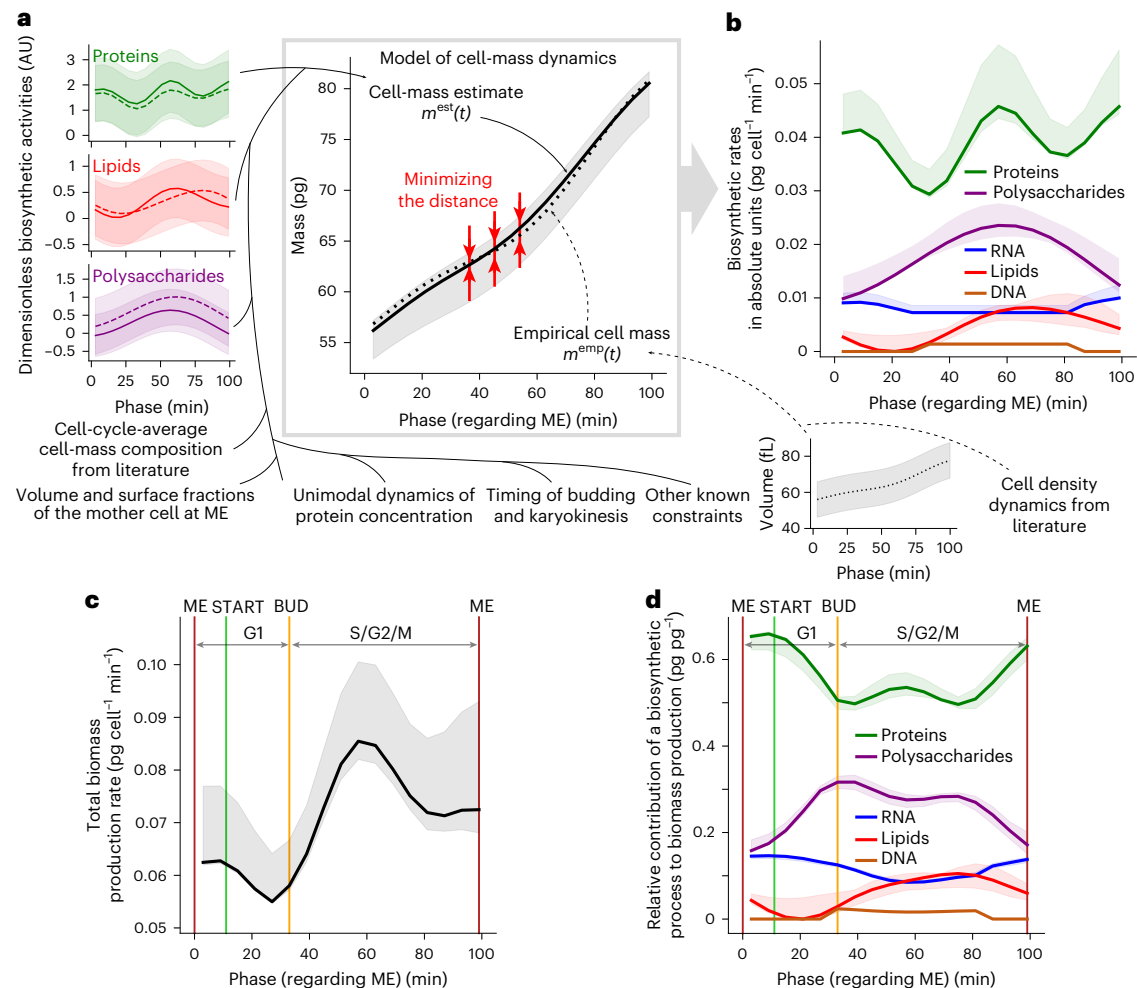 a
Dimensionless biosynthetic activities (AU)
Proteins
3
2
1
0
Lipids
1
0.5
0
–0.5
Polysaccharides
1.5
1.0
0.5
0
–0.5
0
50
100
Phase (min)
Model of cell-mass dynamics
Cell-mass estimate
m^est(t)
Minimizing
the distance
Empirical cell mass
m^emp(t)
Mass (pg)
80
75
70
65
60
55
0
20
40
60
80
100
Phase (regarding ME) (min)
Cell-cycle-average
cell-mass composition
from literature
Volume and surface fractions
of the mother cell at ME
Unimodal dynamics of
protein concentration
Timing of budding
and karyokinesis
Other known
constraints
b
Biosynthetic rates
in absolute units (pg cell⁻¹ min⁻¹)
0.05
0.04
0.03
0.02
0.01
0
Proteins
Polysaccharides
RNA
Lipids
DNA
0
20
40
60
80
100
Phase (regarding ME) (min)
Volume (fL)
80
60
40
0
25
50
75
100
Phase (min)
Cell density
dynamics from
literature
c
ME
START
BUD
ME
G1
S/G2/M
Total biomass
production rate (pg cell⁻¹ min⁻¹)
0.10
0.09
0.08
0.07
0.06
0.05
0
20
40
60
80
100
Phase (regarding ME) (min)
d
ME
START
BUD
ME
G1
S/G2/M
Relative contribution of a biosynthetic
process to biomass production (pg pg⁻¹)
0.6
0.4
0.2
0
Proteins
Polysaccharides
RNA
Lipids
DNA
0
20
40
60
80
100
Phase (regarding ME) (min)